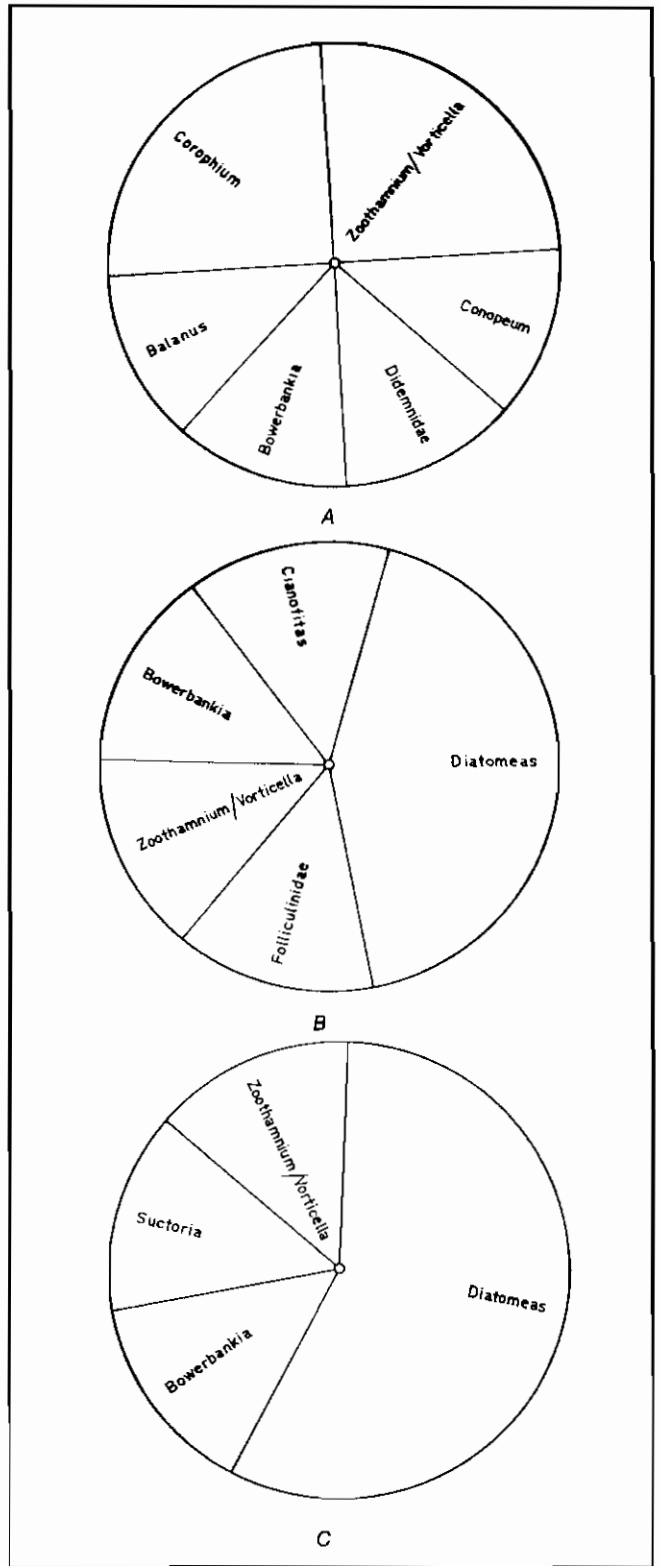 Corophium
Zoothamnium/Vorticella
Conopeum
Didemnidae
Bowerbankia
Balanus
A
Cianofitas
Diatomeas
Folliculinidae
Zoothamnium/Vorticella
Bowerbankia
B
Zoothamnium/Vorticella
Diatomeas
Bowerbankia
Suctoria
C